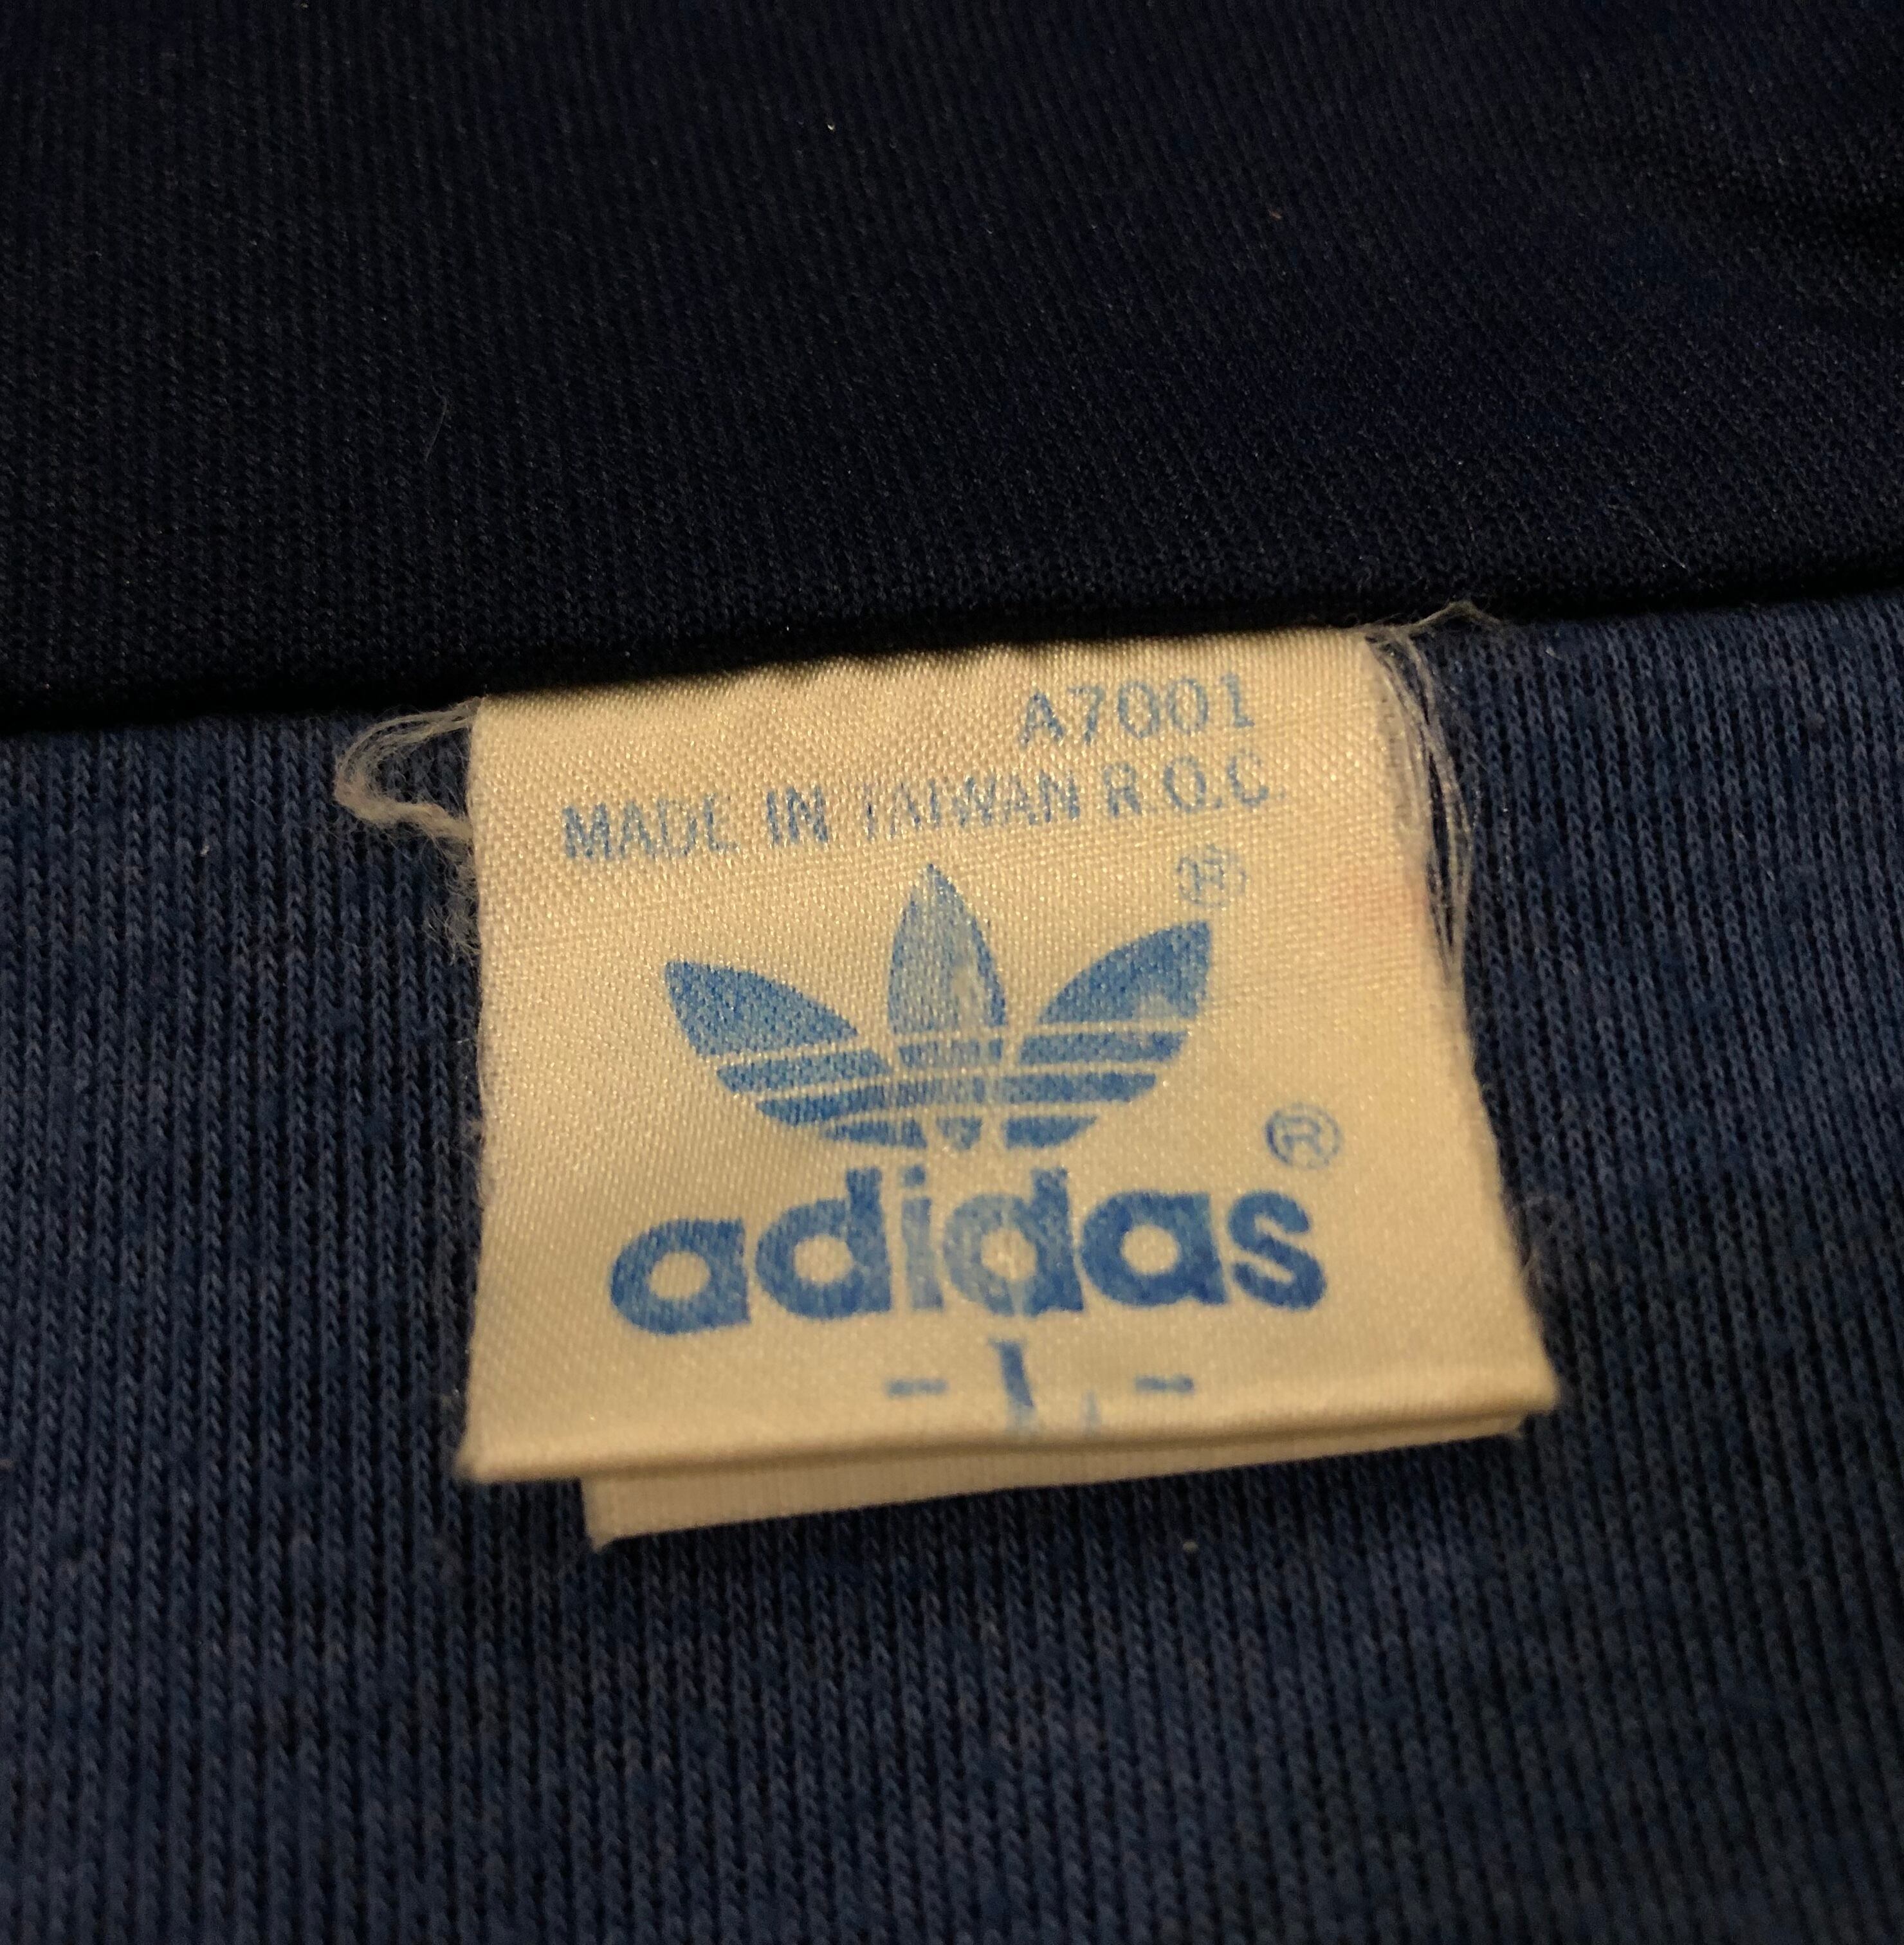 A7001
MADE IN TAIWAN R.O.C.
®
®
adidas
- L -